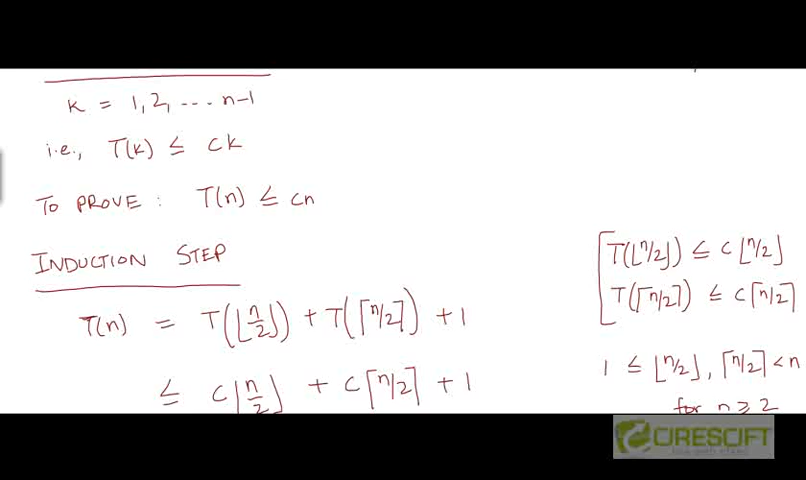 k = 1, 2, ... n-1
i.e., T(k) ≤ ck
TO PROVE : T(n) ≤ cn
INDUCTION STEP
T(n) = T(⌊n/2⌋) + T(⌈n/2⌉) + 1
≤ c⌊n/2⌋ + c⌈n/2⌉ + 1
T(⌊n/2⌋) ≤ c⌊n/2⌋
T(⌈n/2⌉) ≤ c⌈n/2⌉
1 ≤ ⌊n/2⌋, ⌈n/2⌉ < n
for n ≥ 2